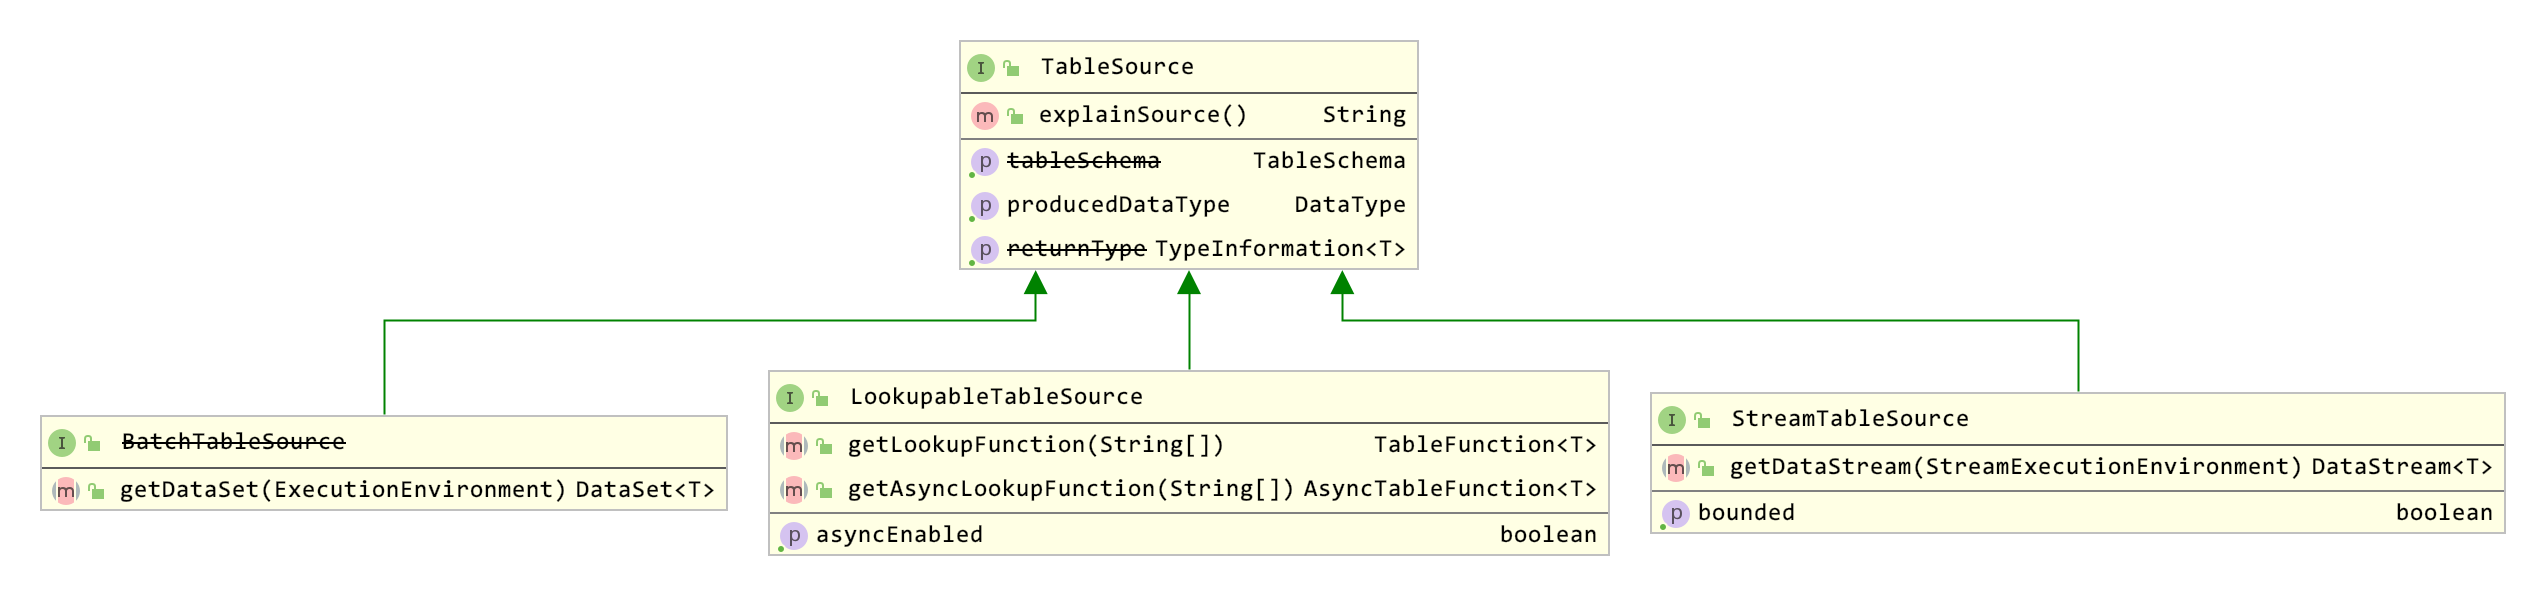 I TableSource
m explainSource() String
p tableSchema TableSchema
p producedDataType DataType
p returnType TypeInformation<T>
I BatchTableSource
m getDataSet(ExecutionEnvironment) DataSet<T>
I LookupableTableSource
m getLookupFunction(String[]) TableFunction<T>
m getAsyncLookupFunction(String[]) AsyncTableFunction<T>
p asyncEnabled boolean
I StreamTableSource
m getDataStream(StreamExecutionEnvironment) DataStream<T>
p bounded boolean